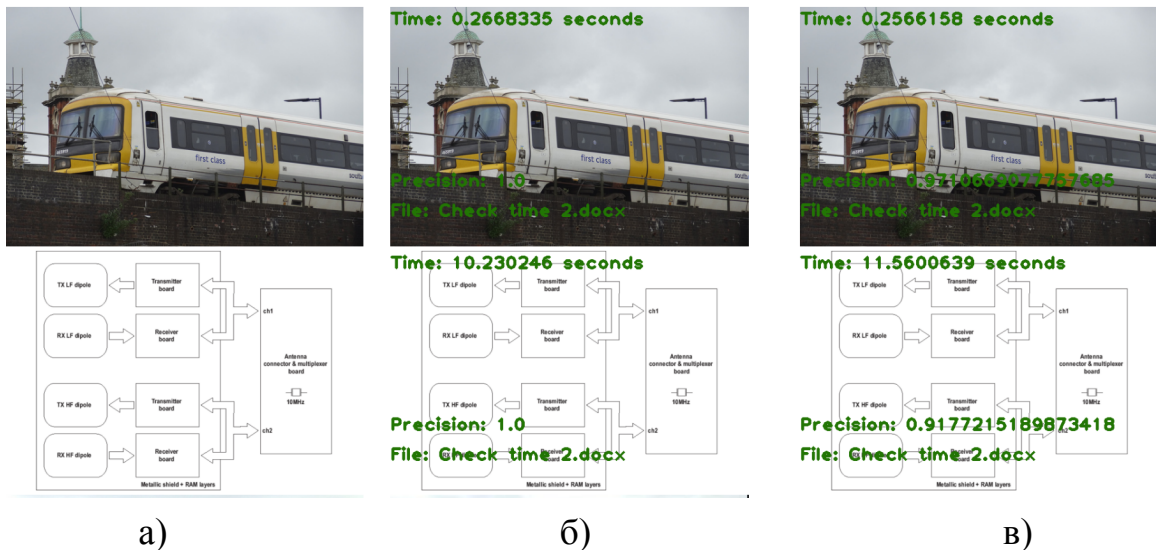 first class
Time: 0.2668335 seconds
first class
Precision: 1.0
File: Check time 2.docx
Time: 0.2566158 seconds
first class
Precision: 0.9710669077757685
File: Check time 2.docx
TX LF dipole
Transmitter
board
ch1
RX LF dipole
Receiver
board
Antenna
connector & multiplexer
board
10MHz
TX HF dipole
Transmitter
board
ch2
RX HF dipole
Receiver
board
Metallic shield + RAM layers
Time: 10.230246 seconds
TX LF dipole
Transmitter
board
ch1
RX LF dipole
Receiver
board
Antenna
connector & multiplexer
board
10MHz
TX HF dipole
Transmitter
board
Precision: 1.0
ch2
File: Check time 2.docx
Metallic shield + RAM layers
Time: 11.5600639 seconds
TX LF dipole
Transmitter
board
ch1
RX LF dipole
Receiver
board
Antenna
connector & multiplexer
board
10MHz
TX HF dipole
Transmitter
board
Precision: 0.9177215189873418
ch2
File: Check time 2.docx
Metallic shield + RAM layers
а)
б)
в)